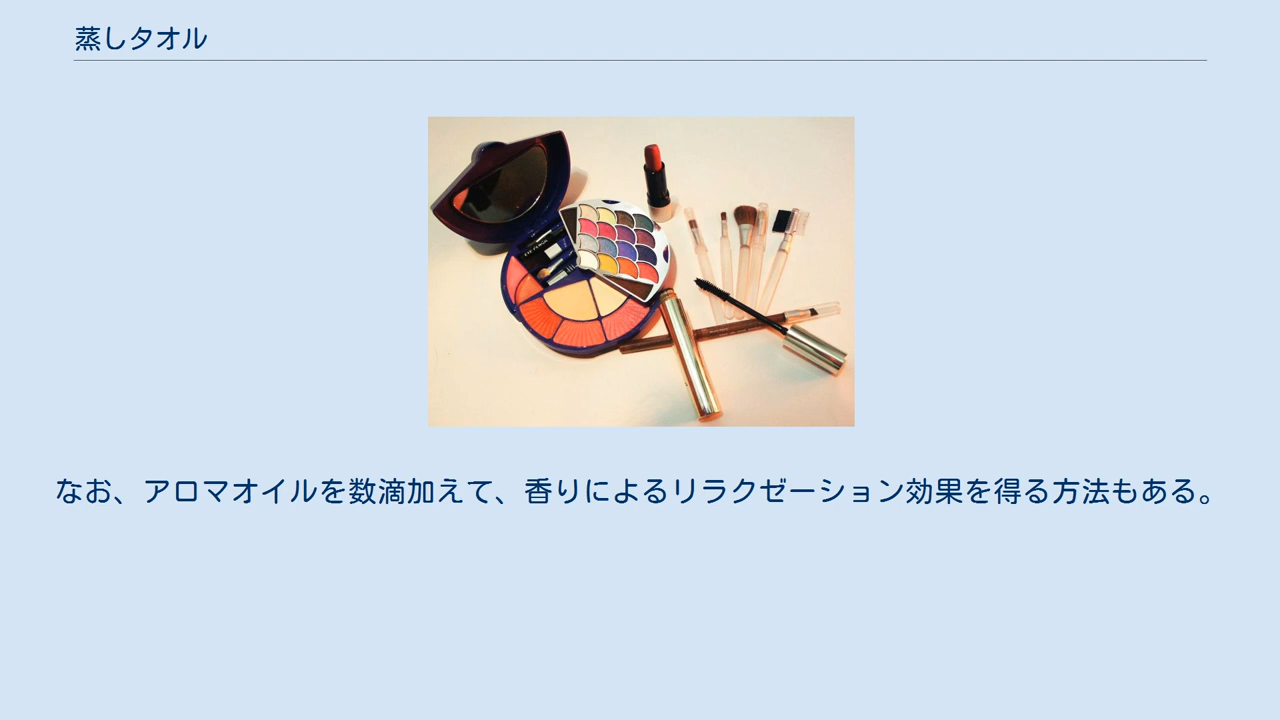 蒸しタオル
EYE PENCIL
なお、アロマオイルを数滴加えて、香りによるリラクゼーション効果を得る方法もある。